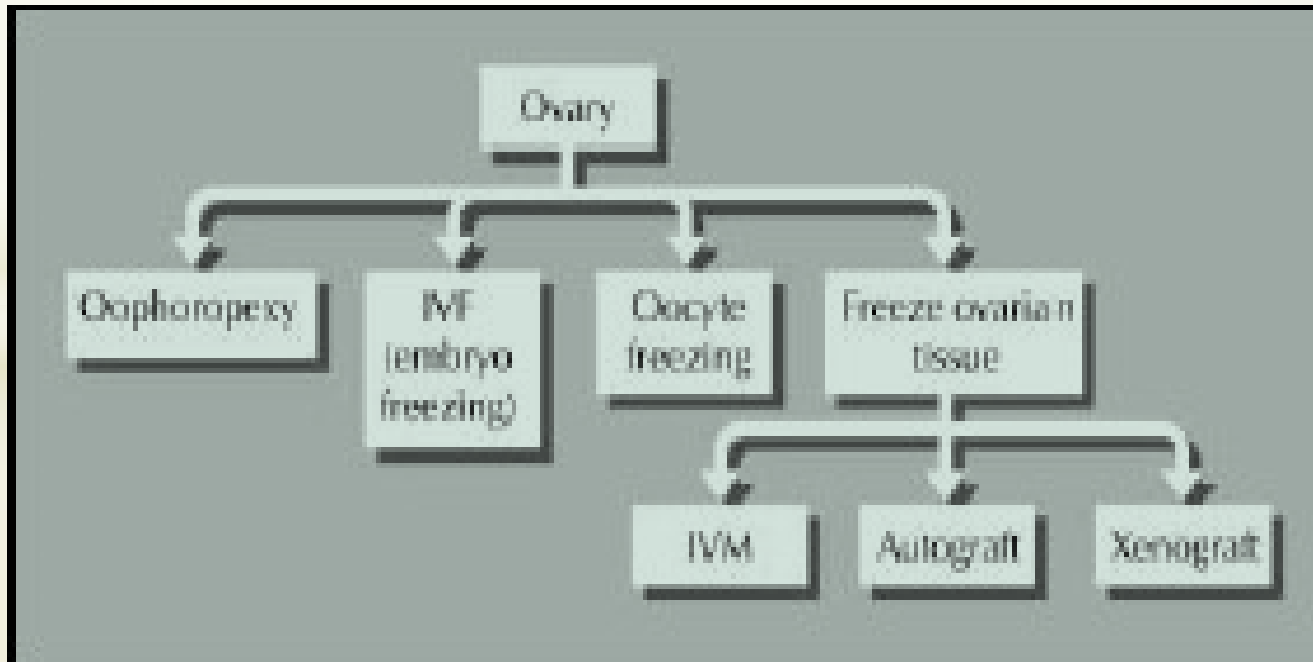 Ovary
Oophoropexy
IVF
(embryo
freezing)
Oocyte
freezing
Freeze ovarian
tissue
IVM
Autograft
Xenograft